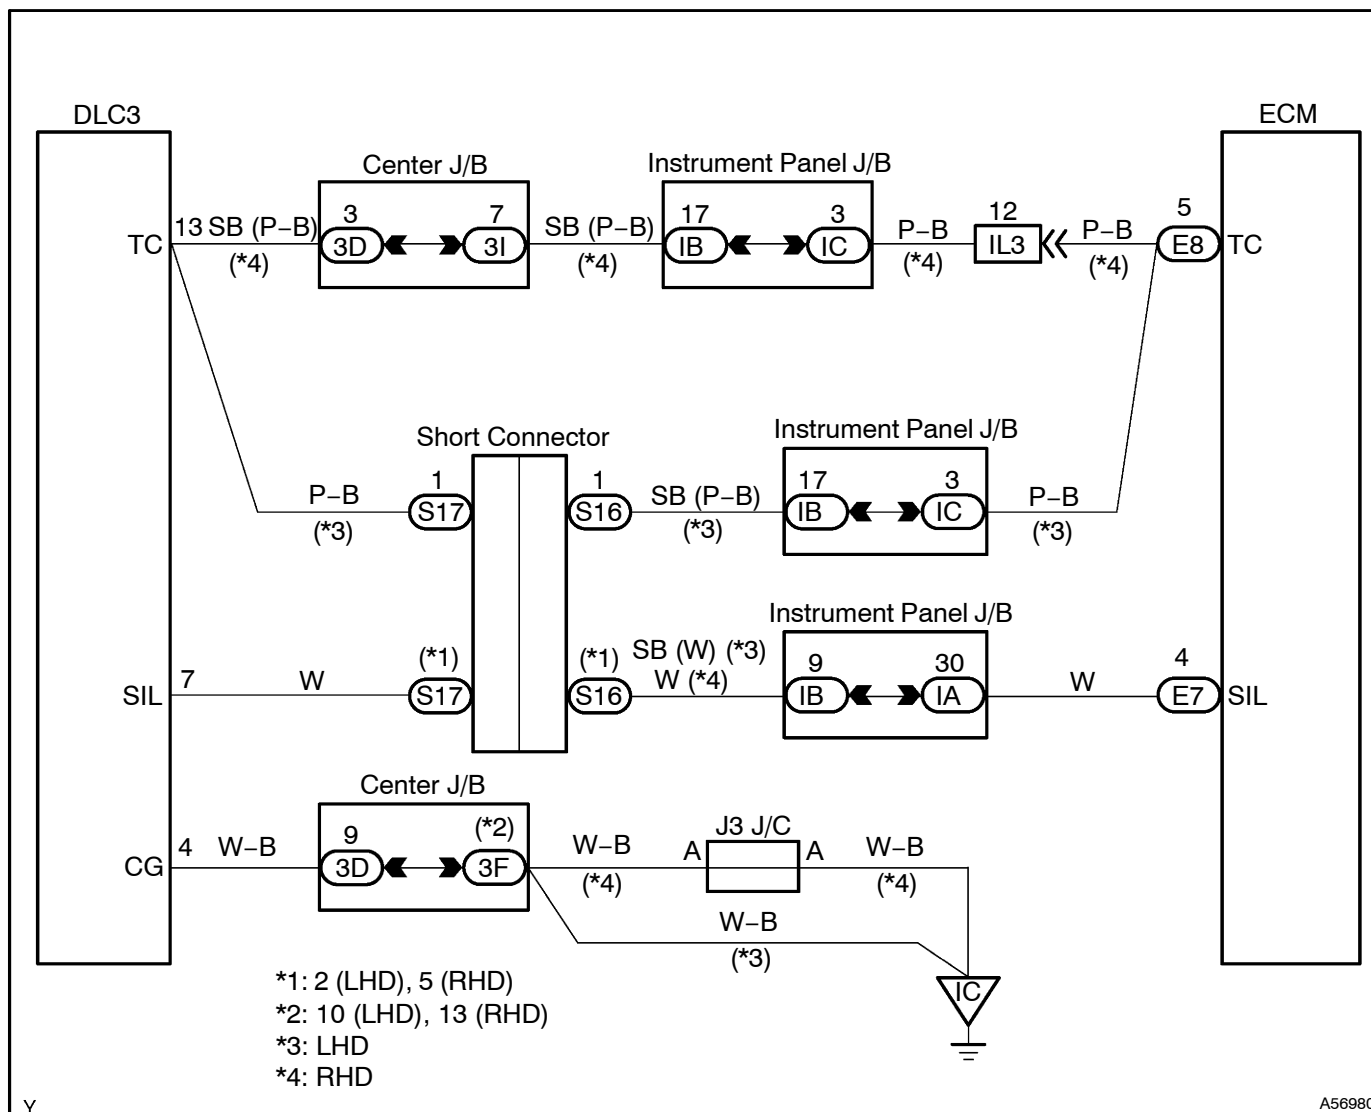 DLC3
ECM
Center J/B
Instrument Panel J/B
TC
13 SB (P-B)
(*4)
3
3D
7
3I
SB (P-B)
(*4)
17
IB
3
IC
P-B
(*4)
12
IL3
P-B
(*4)
5
E8
TC
Short Connector
Instrument Panel J/B
P-B
(*3)
1
S17
1
S16
SB (P-B)
(*3)
17
IB
3
IC
P-B
(*3)
Instrument Panel J/B
SIL
7
W
(*1)
S17
(*1)
S16
SB (W) (*3)
W (*4)
9
IB
30
IA
W
4
E7
SIL
Center J/B
CG
4
W-B
9
3D
(*2)
3F
W-B
(*4)
J3 J/C
A
A
W-B
(*4)
W-B
(*3)
IC
*1: 2 (LHD), 5 (RHD)
*2: 10 (LHD), 13 (RHD)
*3: LHD
*4: RHD
Y
A56980